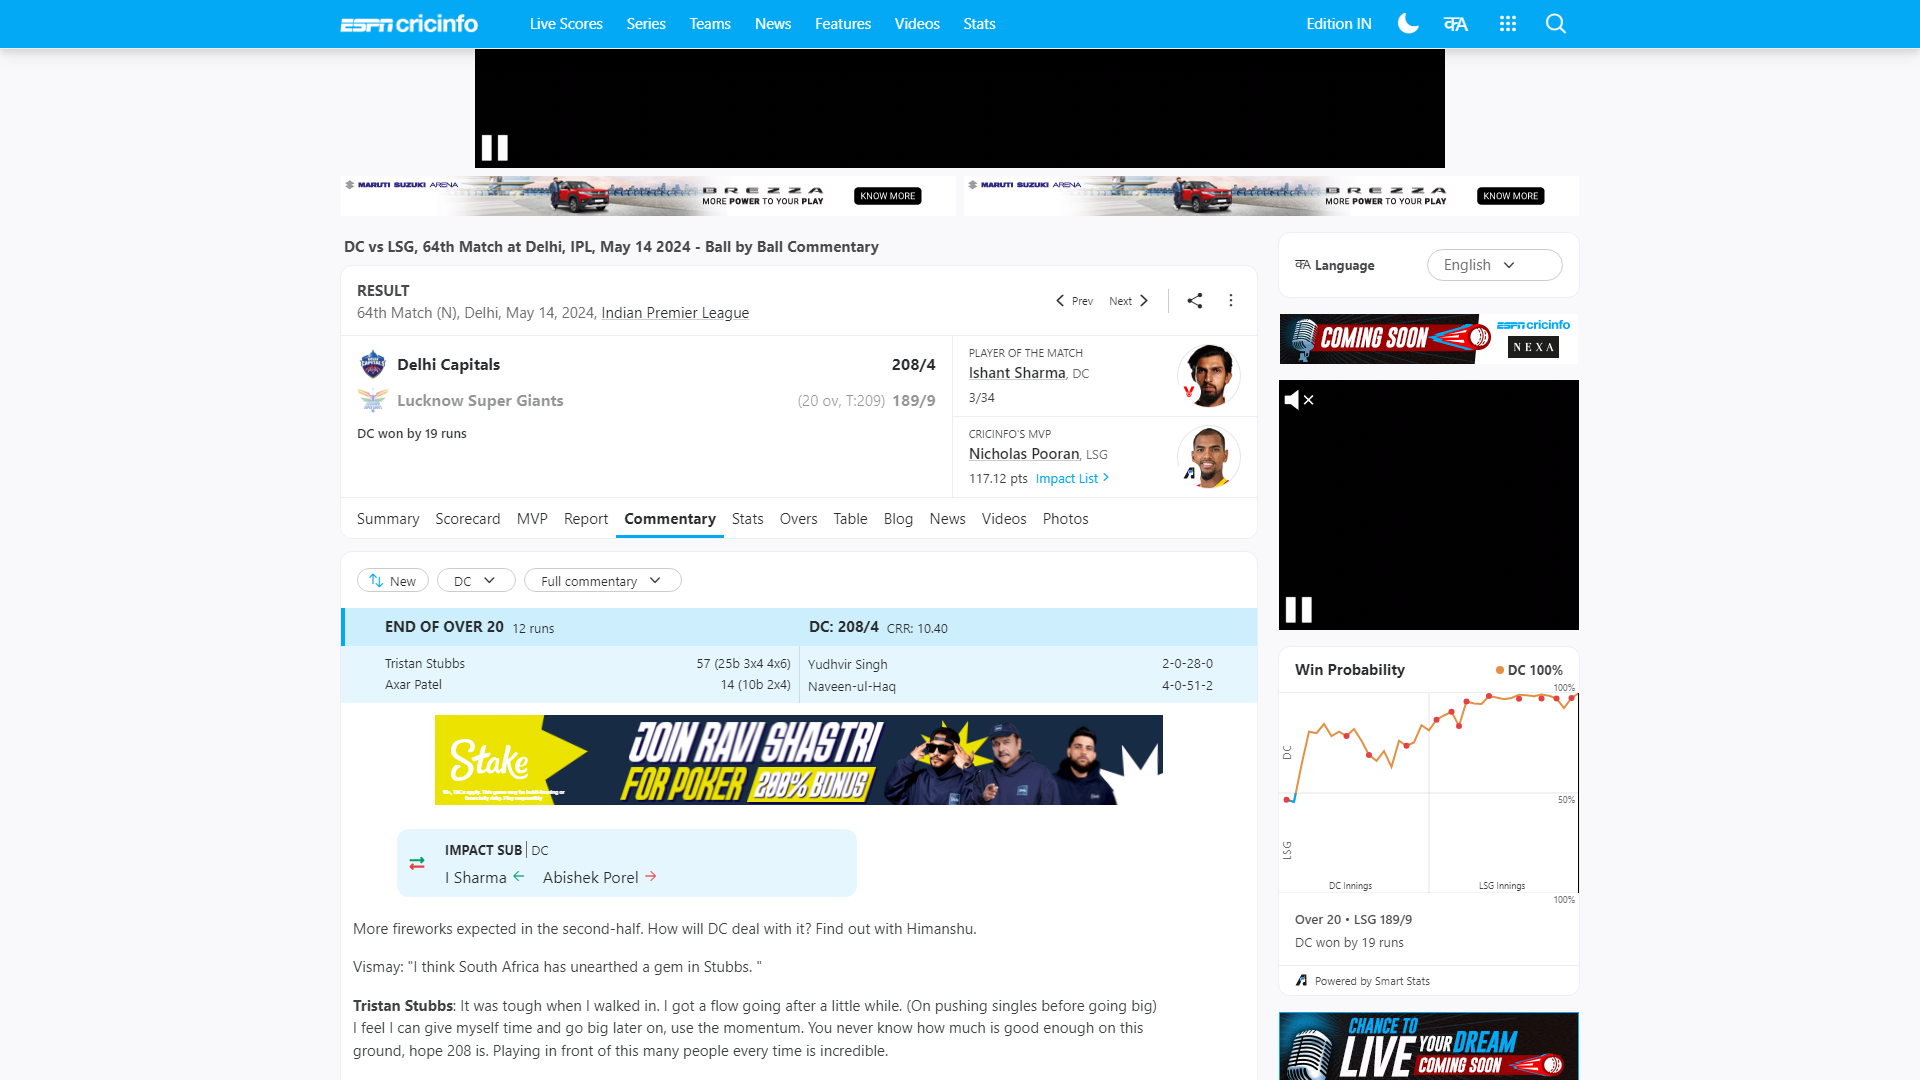 ESPN cricinfo
Live Scores
Series
Teams
News
Features
Videos
Stats
Edition IN
MARUTI SUZUKI ARENA
BREZZA
MORE POWER TO YOUR PLAY
KNOW MORE
MARUTI SUZUKI ARENA
BREZZA
MORE POWER TO YOUR PLAY
KNOW MORE
DC vs LSG, 64th Match at Delhi, IPL, May 14 2024 - Ball by Ball Commentary
RESULT
64th Match (N), Delhi, May 14, 2024, Indian Premier League
Prev
Next
Delhi Capitals
208/4
Lucknow Super Giants
(20 ov, T:209) 189/9
DC won by 19 runs
PLAYER OF THE MATCH
Ishant Sharma, DC
3/34
CRICINFO'S MVP
Nicholas Pooran, LSG
117.12 pts Impact List
Summary
Scorecard
MVP
Report
Commentary
Stats
Overs
Table
Blog
News
Videos
Photos
New
DC
Full commentary
END OF OVER 20 12 runs
DC: 208/4 CRR: 10.40
Tristan Stubbs
57 (25b 3x4 4x6)
Axar Patel
14 (10b 2x4)
Yudhvir Singh
2-0-28-0
Naveen-ul-Haq
4-0-51-2
Stake
JOIN RAVI SHASTRI
FOR POKER 200% BONUS
IMPACT SUB | DC
I Sharma
Abishek Porel
More fireworks expected in the second-half. How will DC deal with it? Find out with Himanshu.
Vismay: "I think South Africa has unearthed a gem in Stubbs. "
Tristan Stubbs: It was tough when I walked in. I got a flow going after a little while. (On pushing singles before going big)
I feel I can give myself time and go big later on, use the momentum. You never know how much is good enough on this
ground, hope 208 is. Playing in front of this many people every time is incredible.
क्A Language
English
COMING SOON
ESPN cricinfo
NEXA
Win Probability
DC 100%
100%
DC
50%
LSG
DC Innings
LSG Innings
100%
Over 20 • LSG 189/9
DC won by 19 runs
Powered by Smart Stats
CHANCE TO
LIVE YOUR DREAM
COMING SOON